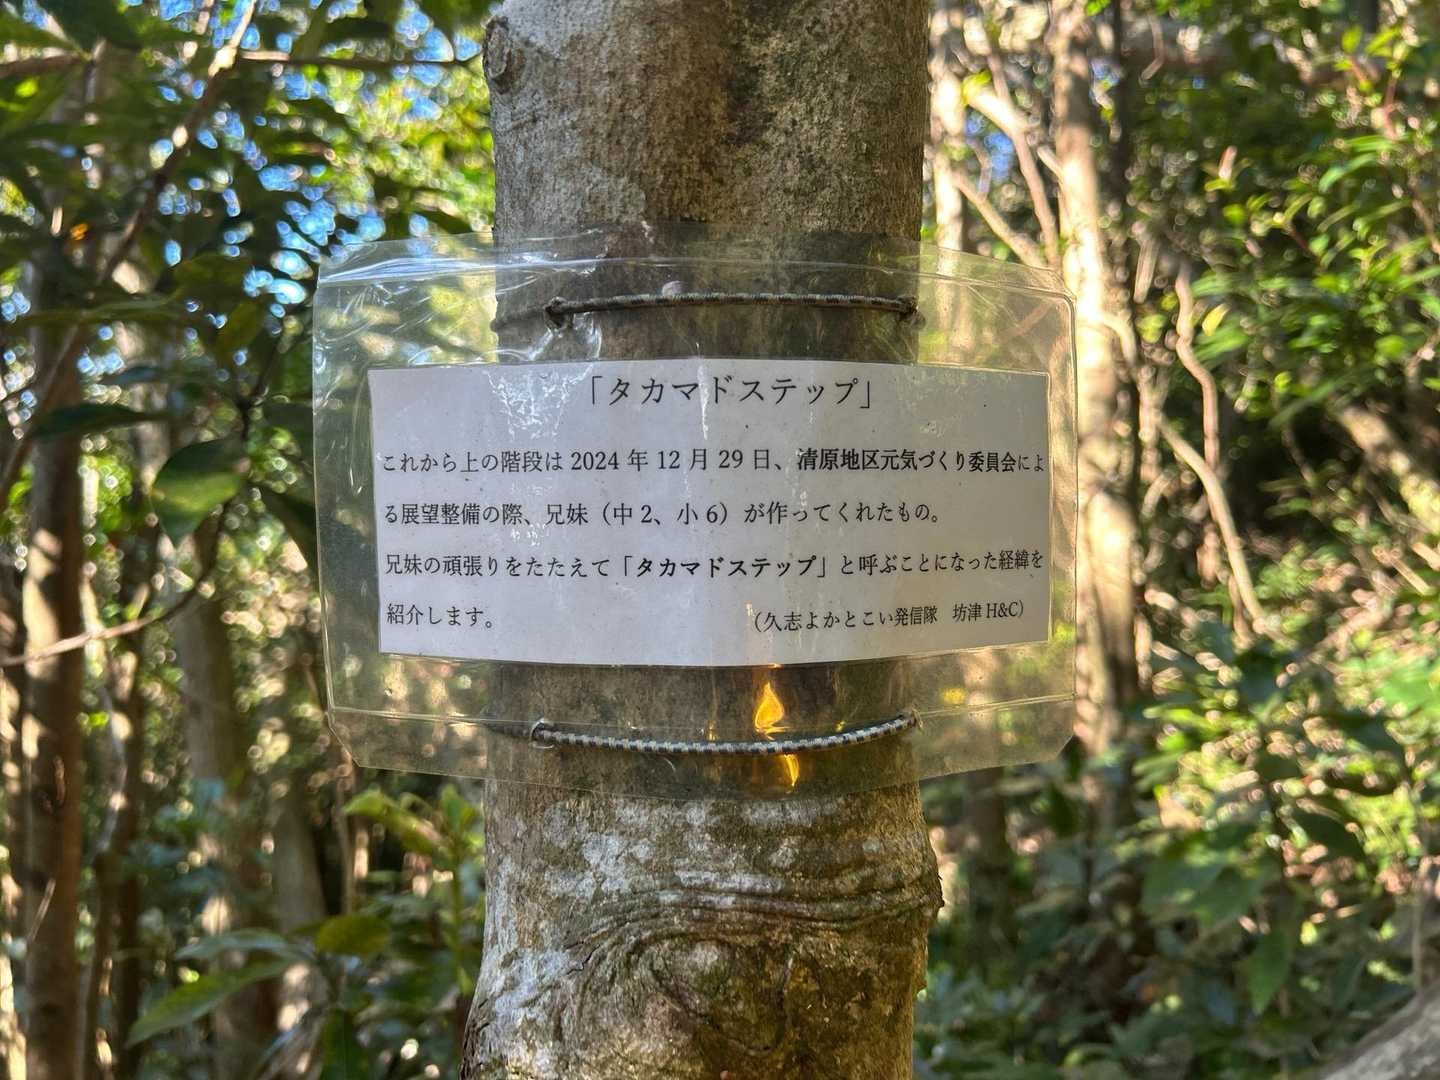 「タカマドステップ」
これから上の階段は 2024 年 12 月 29 日、清原地区元気づくり委員会によ
る展望整備の際、兄妹（中 2、小 6）が作ってくれたもの。
兄妹の頑張りをたたえて「タカマドステップ」と呼ぶことになった経緯を
紹介します。　（久志よかとこい発信隊　坊津 H&C）